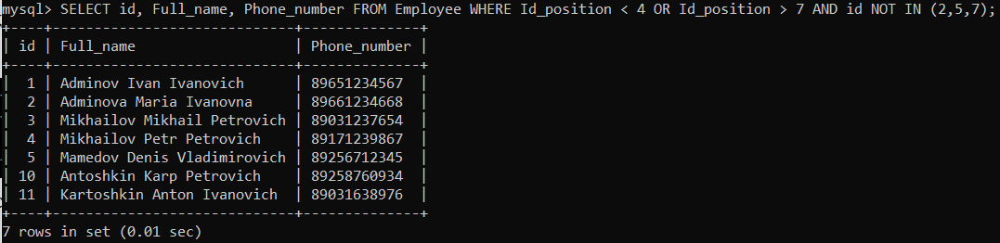 mysql> SELECT id, Full_name, Phone_number FROM Employee WHERE Id_position < 4 OR Id_position > 7 AND id NOT IN (2,5,7);
+----+----------------------------+--------------+
| id | Full_name                  | Phone_number |
+----+----------------------------+--------------+
|  1 | Adminov Ivan Ivanovich     | 89651234567  |
|  2 | Adminova Maria Ivanovna    | 89661234668  |
|  3 | Mikhailov Mikhail Petrovich | 89031237654  |
|  4 | Mikhailov Petr Petrovich   | 89171239867  |
|  5 | Mamedov Denis Vladimirovich | 89256712345  |
| 10 | Antoshkin Karp Petrovich   | 89258760934  |
| 11 | Kartoshkin Anton Ivanovich | 89031638976  |
+----+----------------------------+--------------+
7 rows in set (0.01 sec)